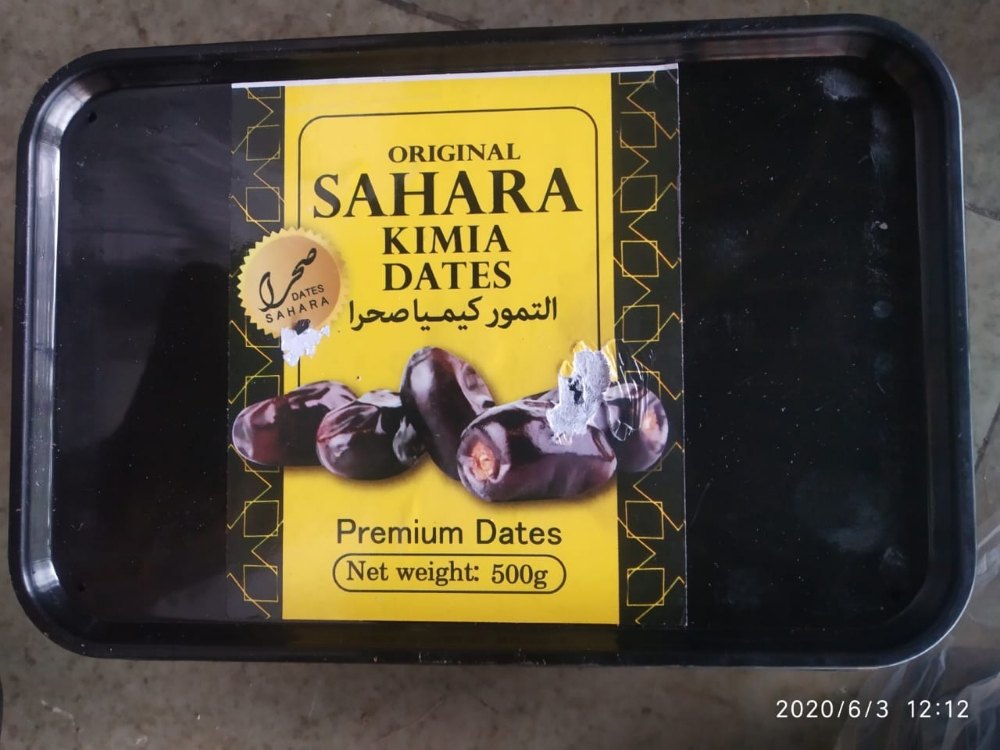 ORIGINAL
SAHARA
KIMIA
DATES
التمور كيميا صحرا
صحرا
DATES
SAHARA
Premium Dates
Net weight: 500g
2020/6/3 12:12